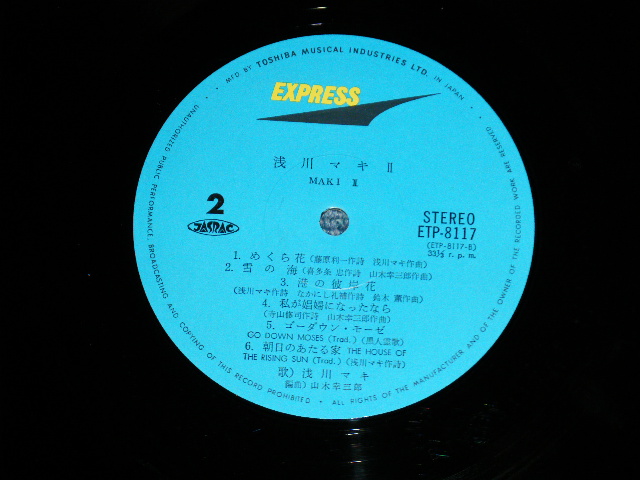 MF'D BY TOSHIBA MUSICAL INDUSTRIES LTD. IN JAPAN.
EXPRESS
浅川マキ II
MAKI II
2
JASRAC
STEREO
ETP-8117
(ETP-8117-B)
33⅓ r. p. m.
1. めくら花(藤原利一作詩 浅川マキ作曲)
2. 雪の海(喜多条 忠作詩 山木幸三郎作曲)
3. 涅の彼岸花
(浅川マキ作詩 なかにし礼補作詩 鈴木 薫作曲)
4. 私が娼婦になったなら
(寺山修司作詩 山木幸三郎作曲)
5. ゴーダウン・モーゼ
GO DOWN MOSES (Trad.) (黒人霊歌)
6. 朝日のあたる家 THE HOUSE OF
THE RISING SUN (Trad.) (浅川マキ作詩)
歌) 浅川マキ
編曲) 山木幸三郎
UNAUTHORIZED PUBLIC PERFORMANCE, BROADCASTING AND COPYING OF THIS RECORD PROHIBITED • ALL RIGHTS OF THE MANUFACTURER AND OF THE OWNER OF THE RECORDED WORK ARE RESERVED